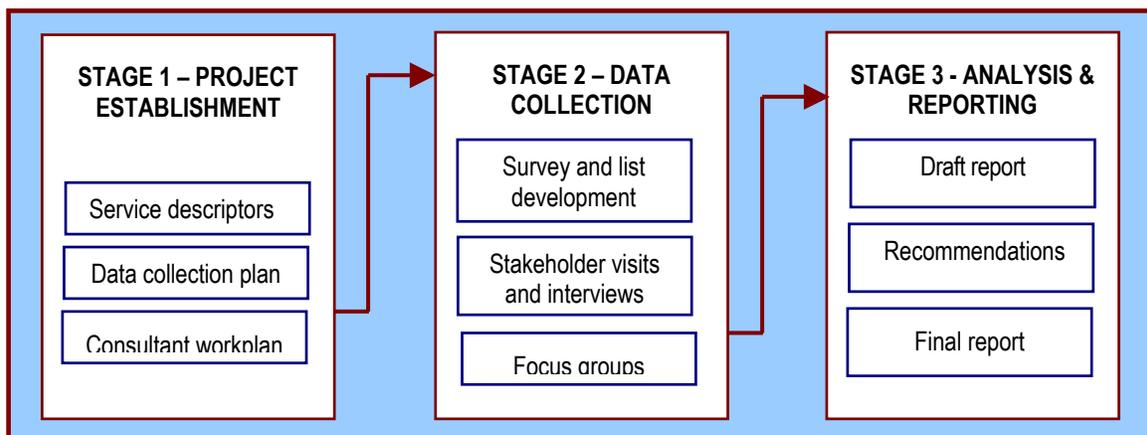 STAGE 1 – PROJECT
ESTABLISHMENT
Service descriptors
Data collection plan
Consultant workplan
STAGE 2 – DATA
COLLECTION
Survey and list
development
Stakeholder visits
and interviews
Focus groups
STAGE 3 - ANALYSIS &
REPORTING
Draft report
Recommendations
Final report